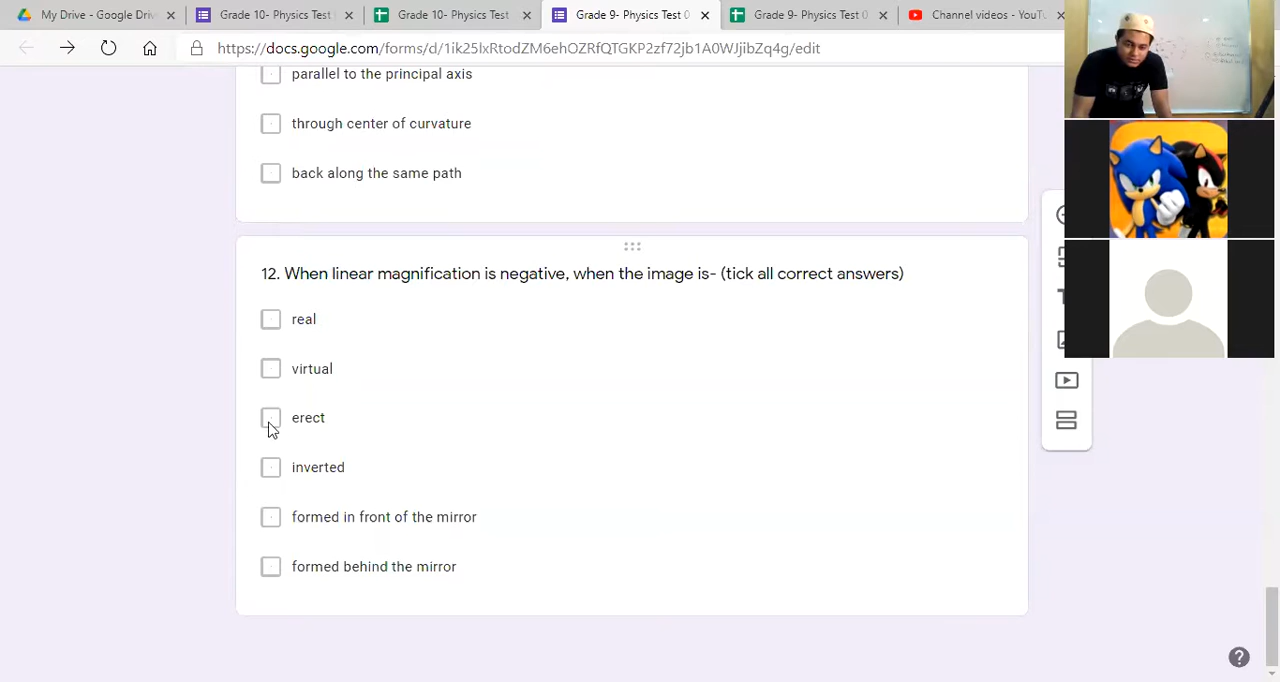 My Drive - Google Driv
Grade 10- Physics Test
Grade 10- Physics Test
Grade 9- Physics Test 0
Grade 9- Physics Test 0
Channel videos - YouTu
https://docs.google.com/forms/d/1ik25lxRtodZM6ehOZRfQTGKP2zf72jb1A0WJjibZq4g/edit
parallel to the principal axis
through center of curvature
back along the same path
12. When linear magnification is negative, when the image is- (tick all correct answers)
real
virtual
erect
inverted
formed in front of the mirror
formed behind the mirror